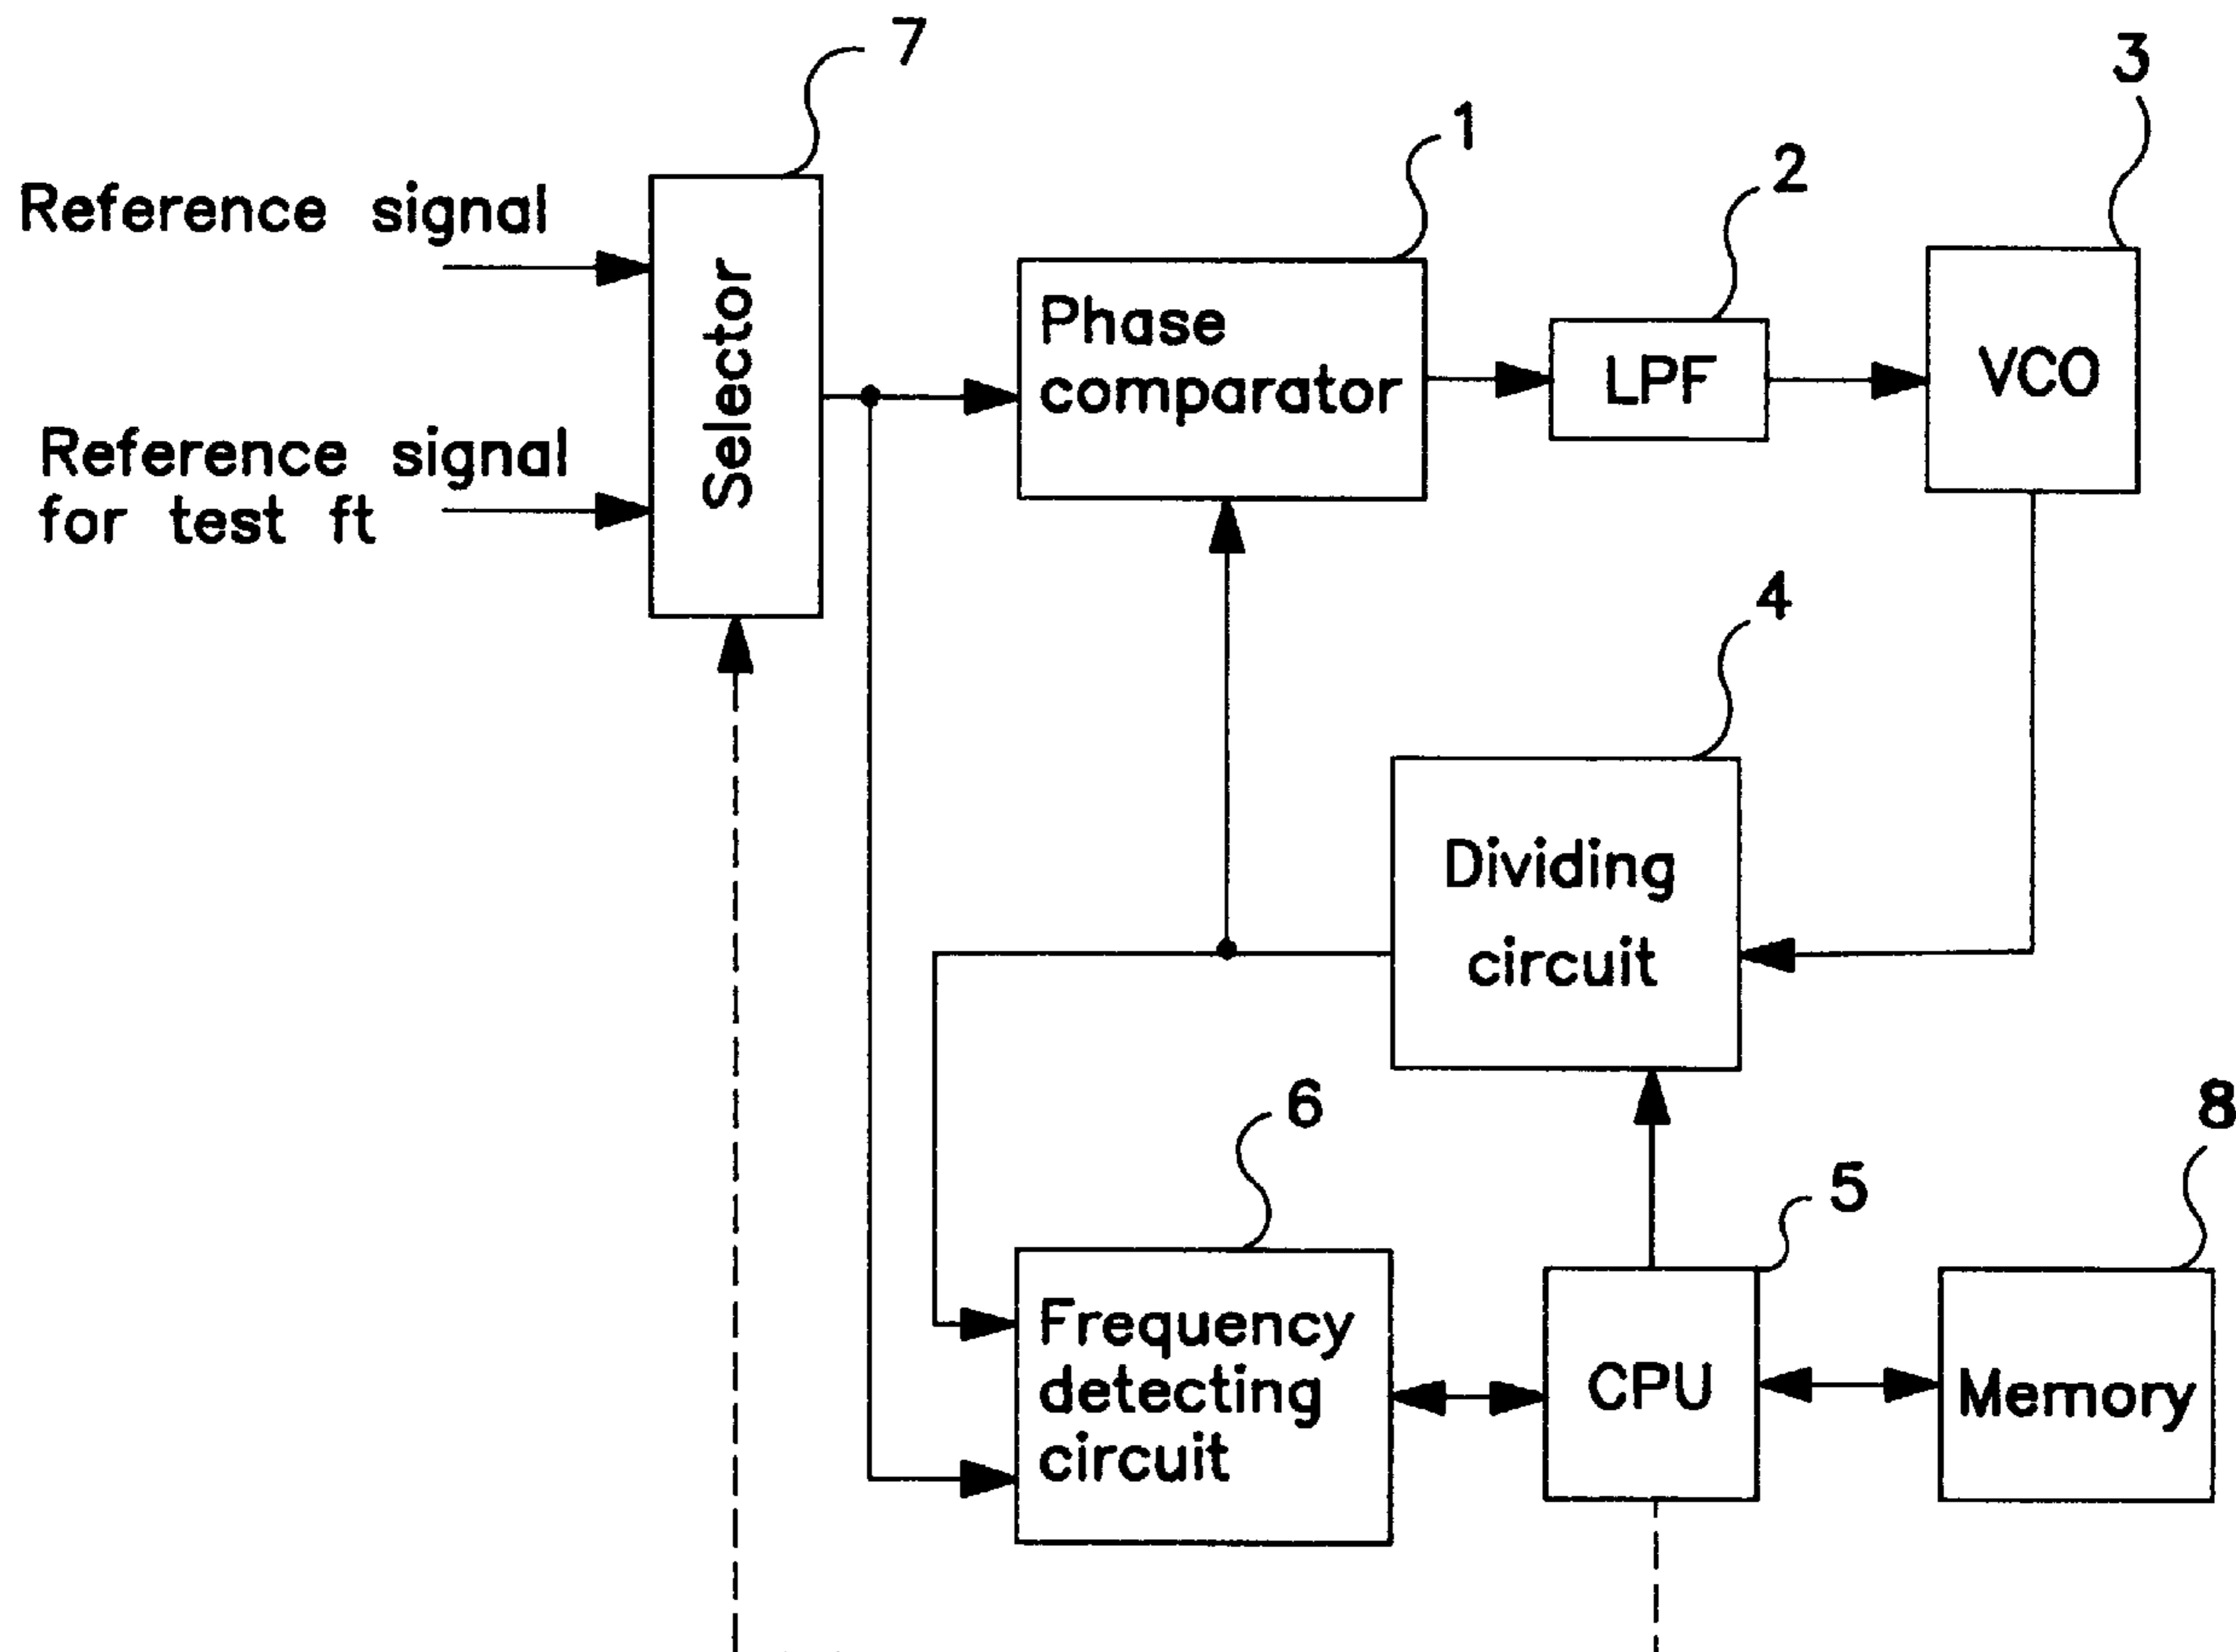 7
3
1
2
Reference signal
Selector
Phase
comparator
LPF
VCO
Reference signal
for test ft
4
Dividing
circuit
6
5
8
Frequency
detecting
circuit
CPU
Memory